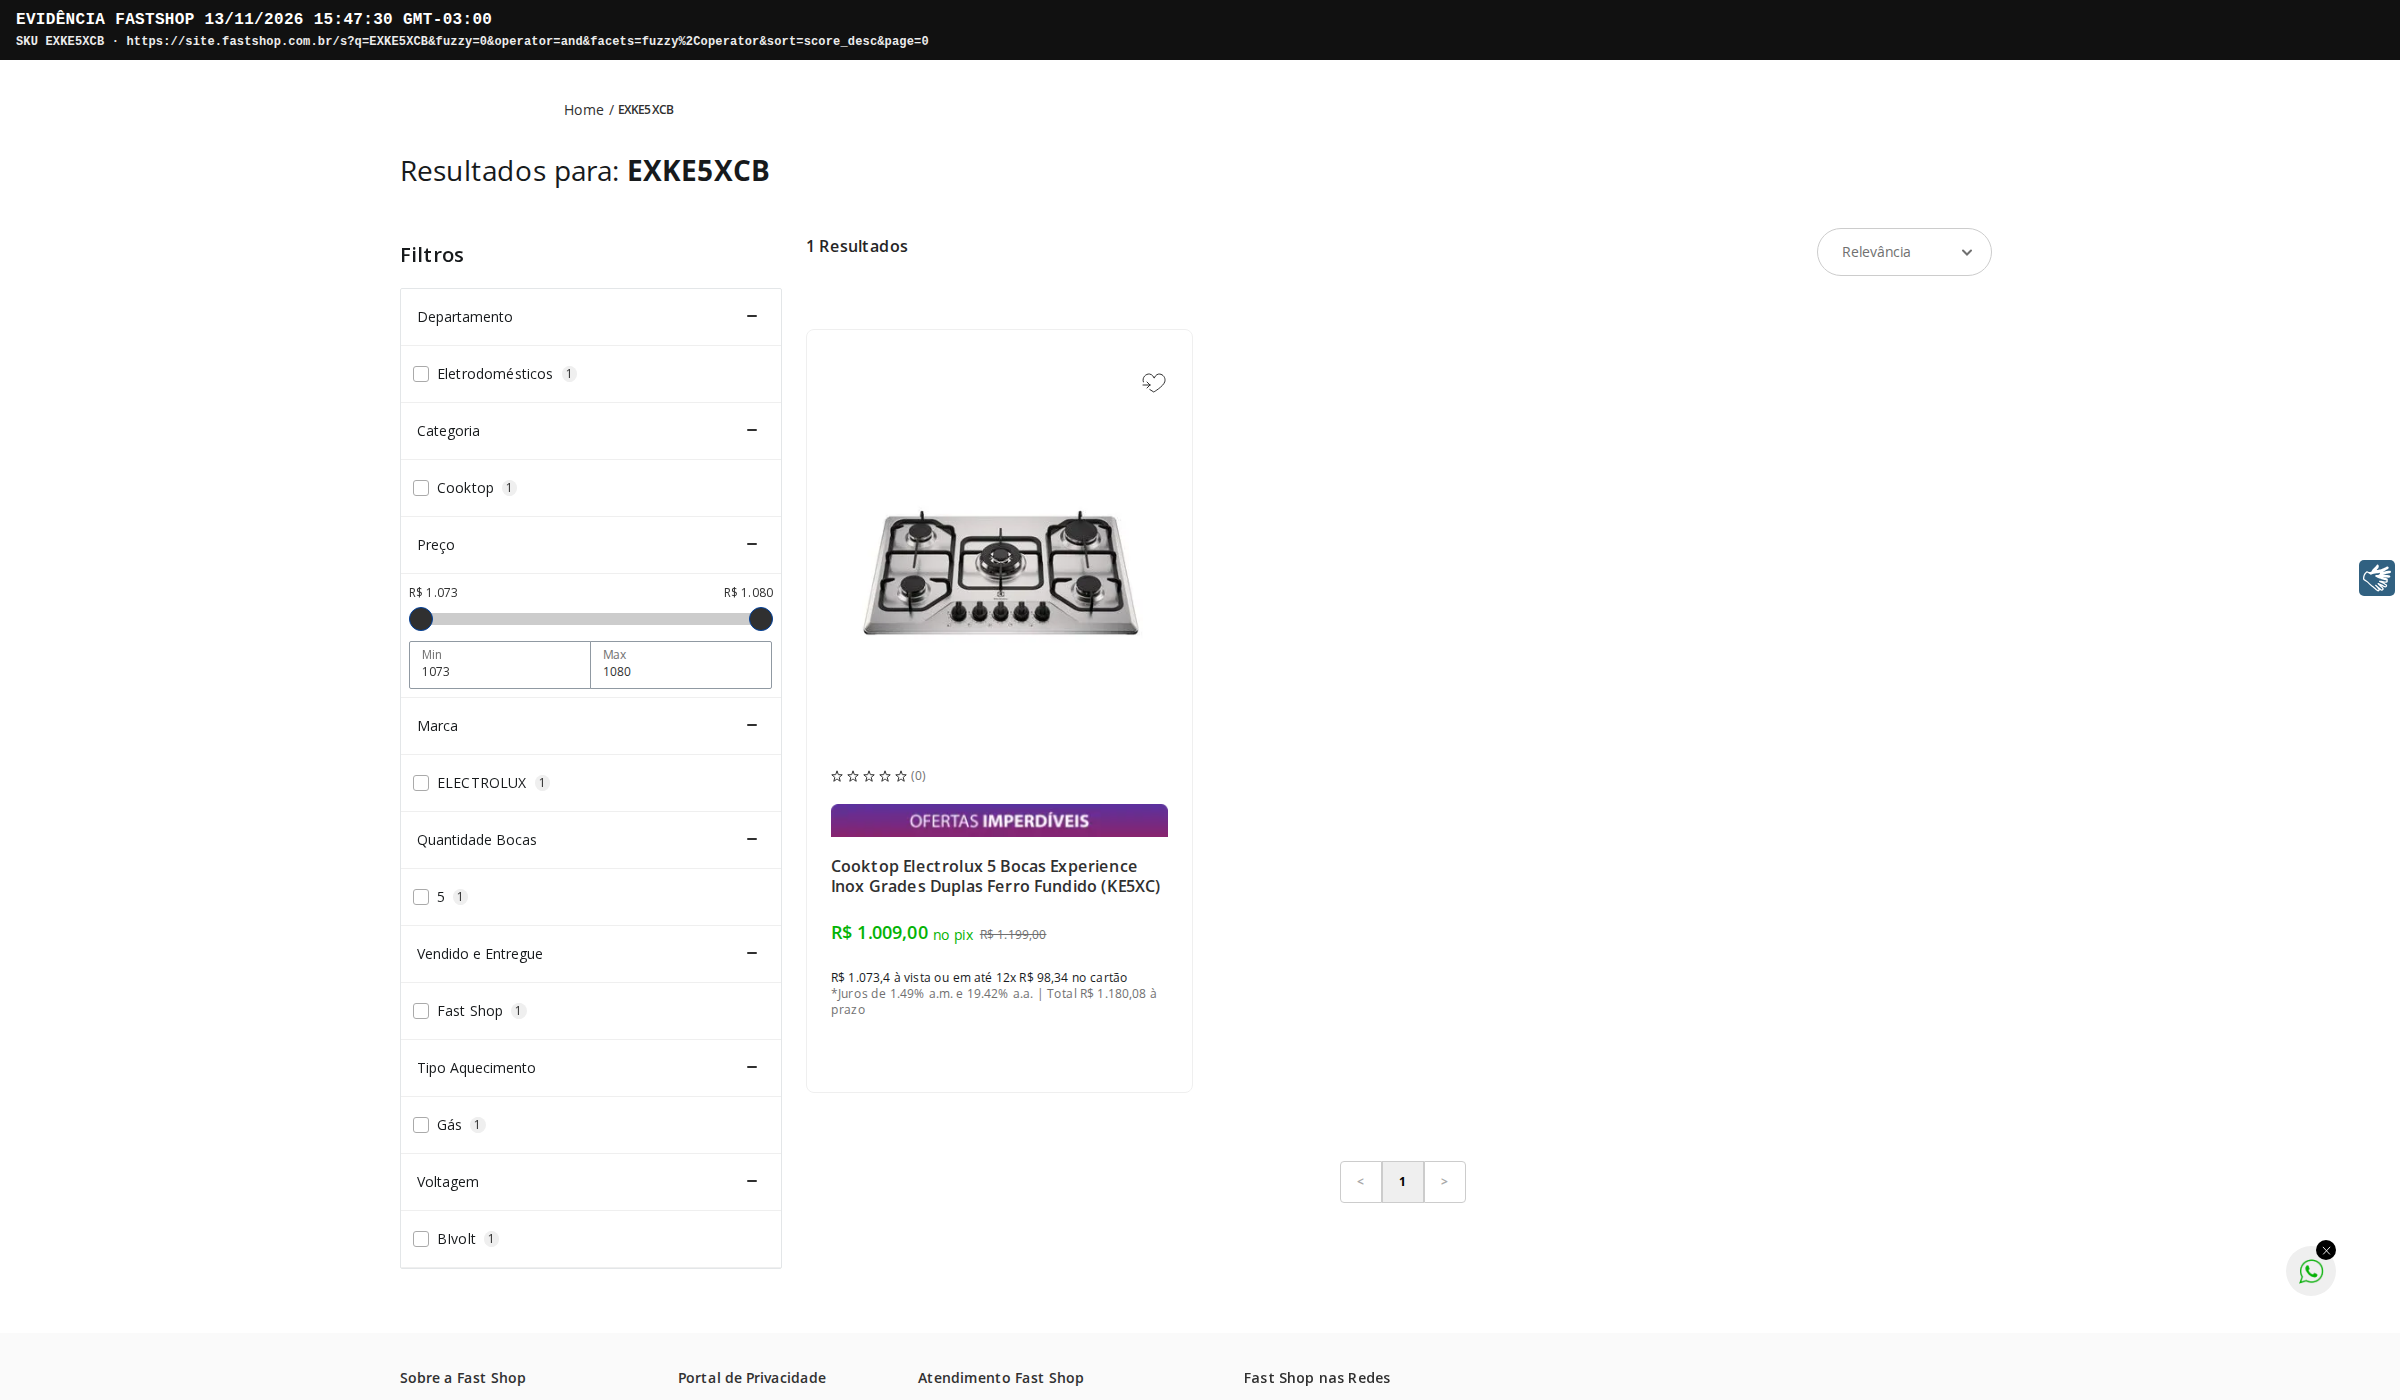 EVIDÊNCIA FASTSHOP 13/11/2026 15:47:30 GMT-03:00
SKU EXKE5XCB · https://site.fastshop.com.br/s?q=EXKE5XCB&fuzzy=0&operator=and&facets=fuzzy%2Coperator&sort=score_desc&page=0
Home / EXKE5XCB
Resultados para: EXKE5XCB
Filtros
Departamento
Eletrodomésticos 1
Categoria
Cooktop 1
Preço
R$ 1.073 R$ 1.080
Min Max
1073 1080
Marca
ELECTROLUX 1
Quantidade Bocas
5 1
Vendido e Entregue
Fast Shop 1
Tipo Aquecimento
Gás 1
Voltagem
BIvolt 1
1 Resultados
Relevância
(0)
OFERTAS IMPERDÍVEIS
Cooktop Electrolux 5 Bocas Experience
Inox Grades Duplas Ferro Fundido (KE5XC)
R$ 1.009,00 no pix R$ 1.199,00
R$ 1.073,4 à vista ou em até 12x R$ 98,34 no cartão
*Juros de 1.49% a.m. e 19.42% a.a. | Total R$ 1.180,08 à
prazo
< 1 >
Sobre a Fast Shop
Portal de Privacidade
Atendimento Fast Shop
Fast Shop nas Redes